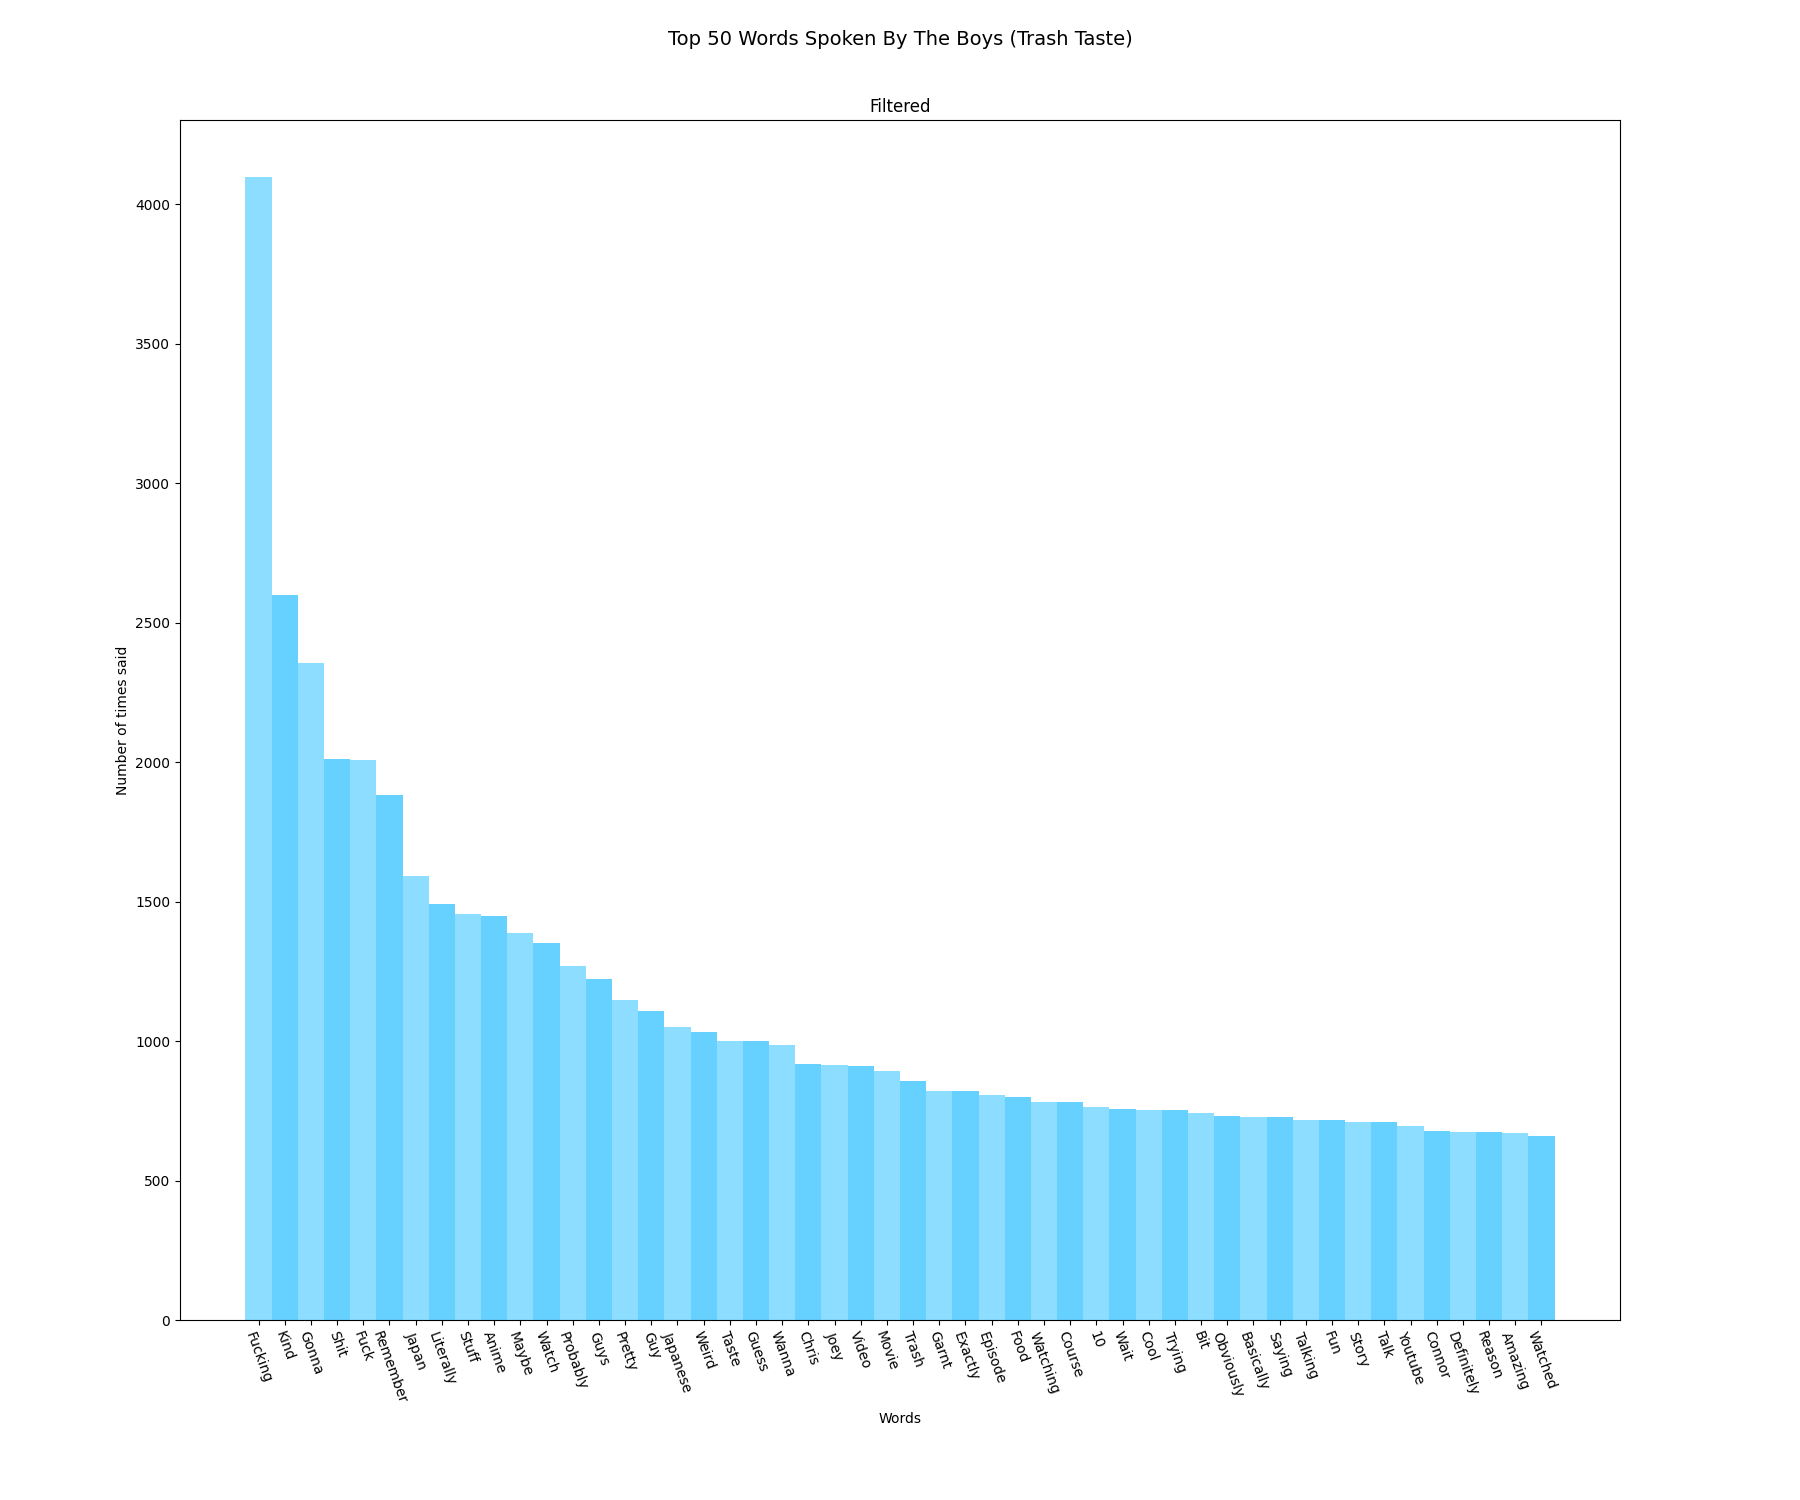 Top 50 Words Spoken By The Boys (Trash Taste)
Filtered
4000
3500
3000
2500
2000
1500
1000
500
0
Number of times said
Fucking
Kind
Gonna
Shit
Fuck
Remember
Japan
Literally
Stuff
Anime
Maybe
Watch
Probably
Guys
Pretty
Guy
Japanese
Weird
Taste
Guess
Wanna
Chris
Joey
Video
Movie
Trash
Garnt
Exactly
Episode
Food
Watching
Course
10
Wait
Cool
Trying
Bit
Obviously
Basically
Saying
Talking
Fun
Story
Talk
Youtube
Connor
Definitely
Reason
Amazing
Watched
Words